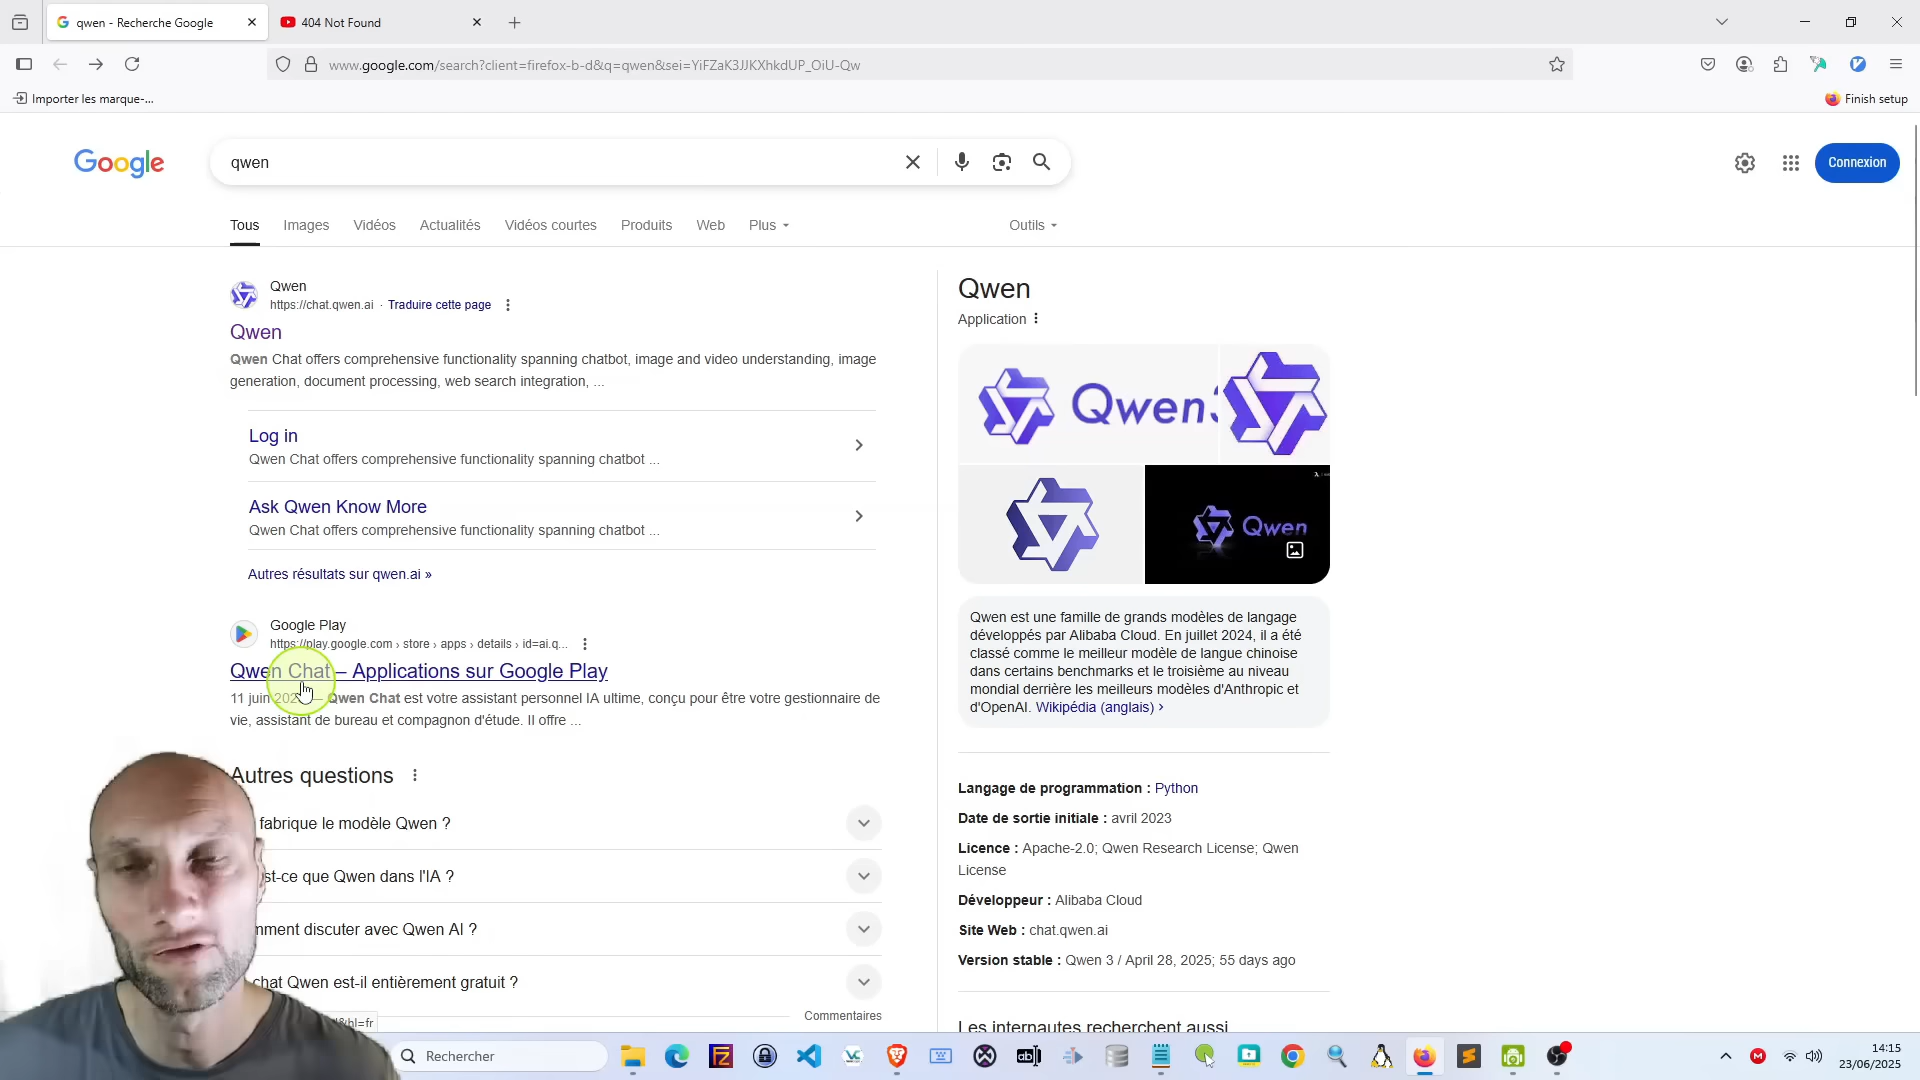 qwen - Recherche Google
404 Not Found
www.google.com/search?client=firefox-b-d&q=qwen&sei=YiFZaK3JJKXhkdUP_OiU-Qw
Importer les marque-...
Finish setup
Google
qwen
Connexion
Tous
Images
Vidéos
Actualités
Vidéos courtes
Produits
Web
Plus
Outils
Qwen
https://chat.qwen.ai · Traduire cette page
Qwen
Qwen Chat offers comprehensive functionality spanning chatbot, image and video understanding, image
generation, document processing, web search integration, ...
Log in
Qwen Chat offers comprehensive functionality spanning chatbot ...
Ask Qwen Know More
Qwen Chat offers comprehensive functionality spanning chatbot ...
Autres résultats sur qwen.ai »
Google Play
https://play.google.com › store › apps › details › id=ai.q...
Qwen Chat – Applications sur Google Play
11 juin — Qwen Chat est votre assistant personnel IA ultime, conçu pour être votre gestionnaire de
vie, assistant de bureau et compagnon d'étude. Il offre ...
Autres questions
fabrique le modèle Qwen ?
st-ce que Qwen dans l'IA ?
mment discuter avec Qwen AI ?
chat Qwen est-il entièrement gratuit ?
&hl=fr
Commentaires
Qwen
Application
Qwen3
Qwen
Qwen est une famille de grands modèles de langage
développés par Alibaba Cloud. En juillet 2024, il a été
classé comme le meilleur modèle de langue chinoise
dans certains benchmarks et le troisième au niveau
mondial derrière les meilleurs modèles d'Anthropic et
d'OpenAI. Wikipédia (anglais) ›
Langage de programmation : Python
Date de sortie initiale : avril 2023
Licence : Apache-2.0; Qwen Research License; Qwen
License
Développeur : Alibaba Cloud
Site Web : chat.qwen.ai
Version stable : Qwen 3 / April 28, 2025; 55 days ago
Les internautes recherchent aussi
Rechercher
14:15
23/06/2025